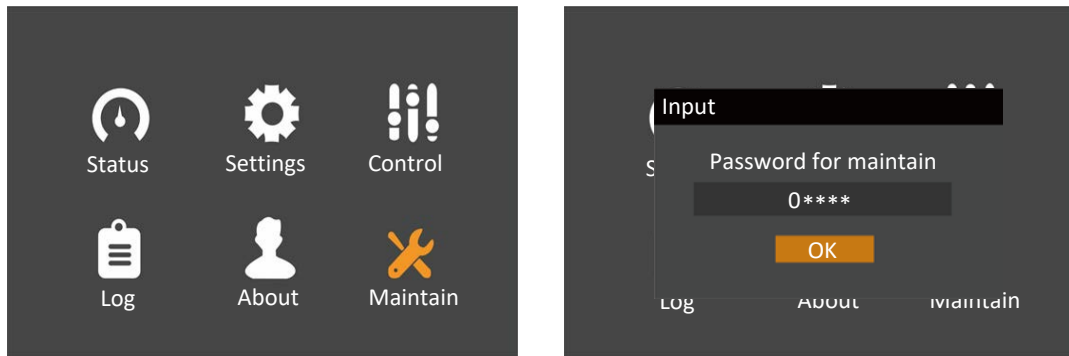 Status Settings Control
Log About Maintain
Input
Password for maintain
0****
OK
Log About Maintain